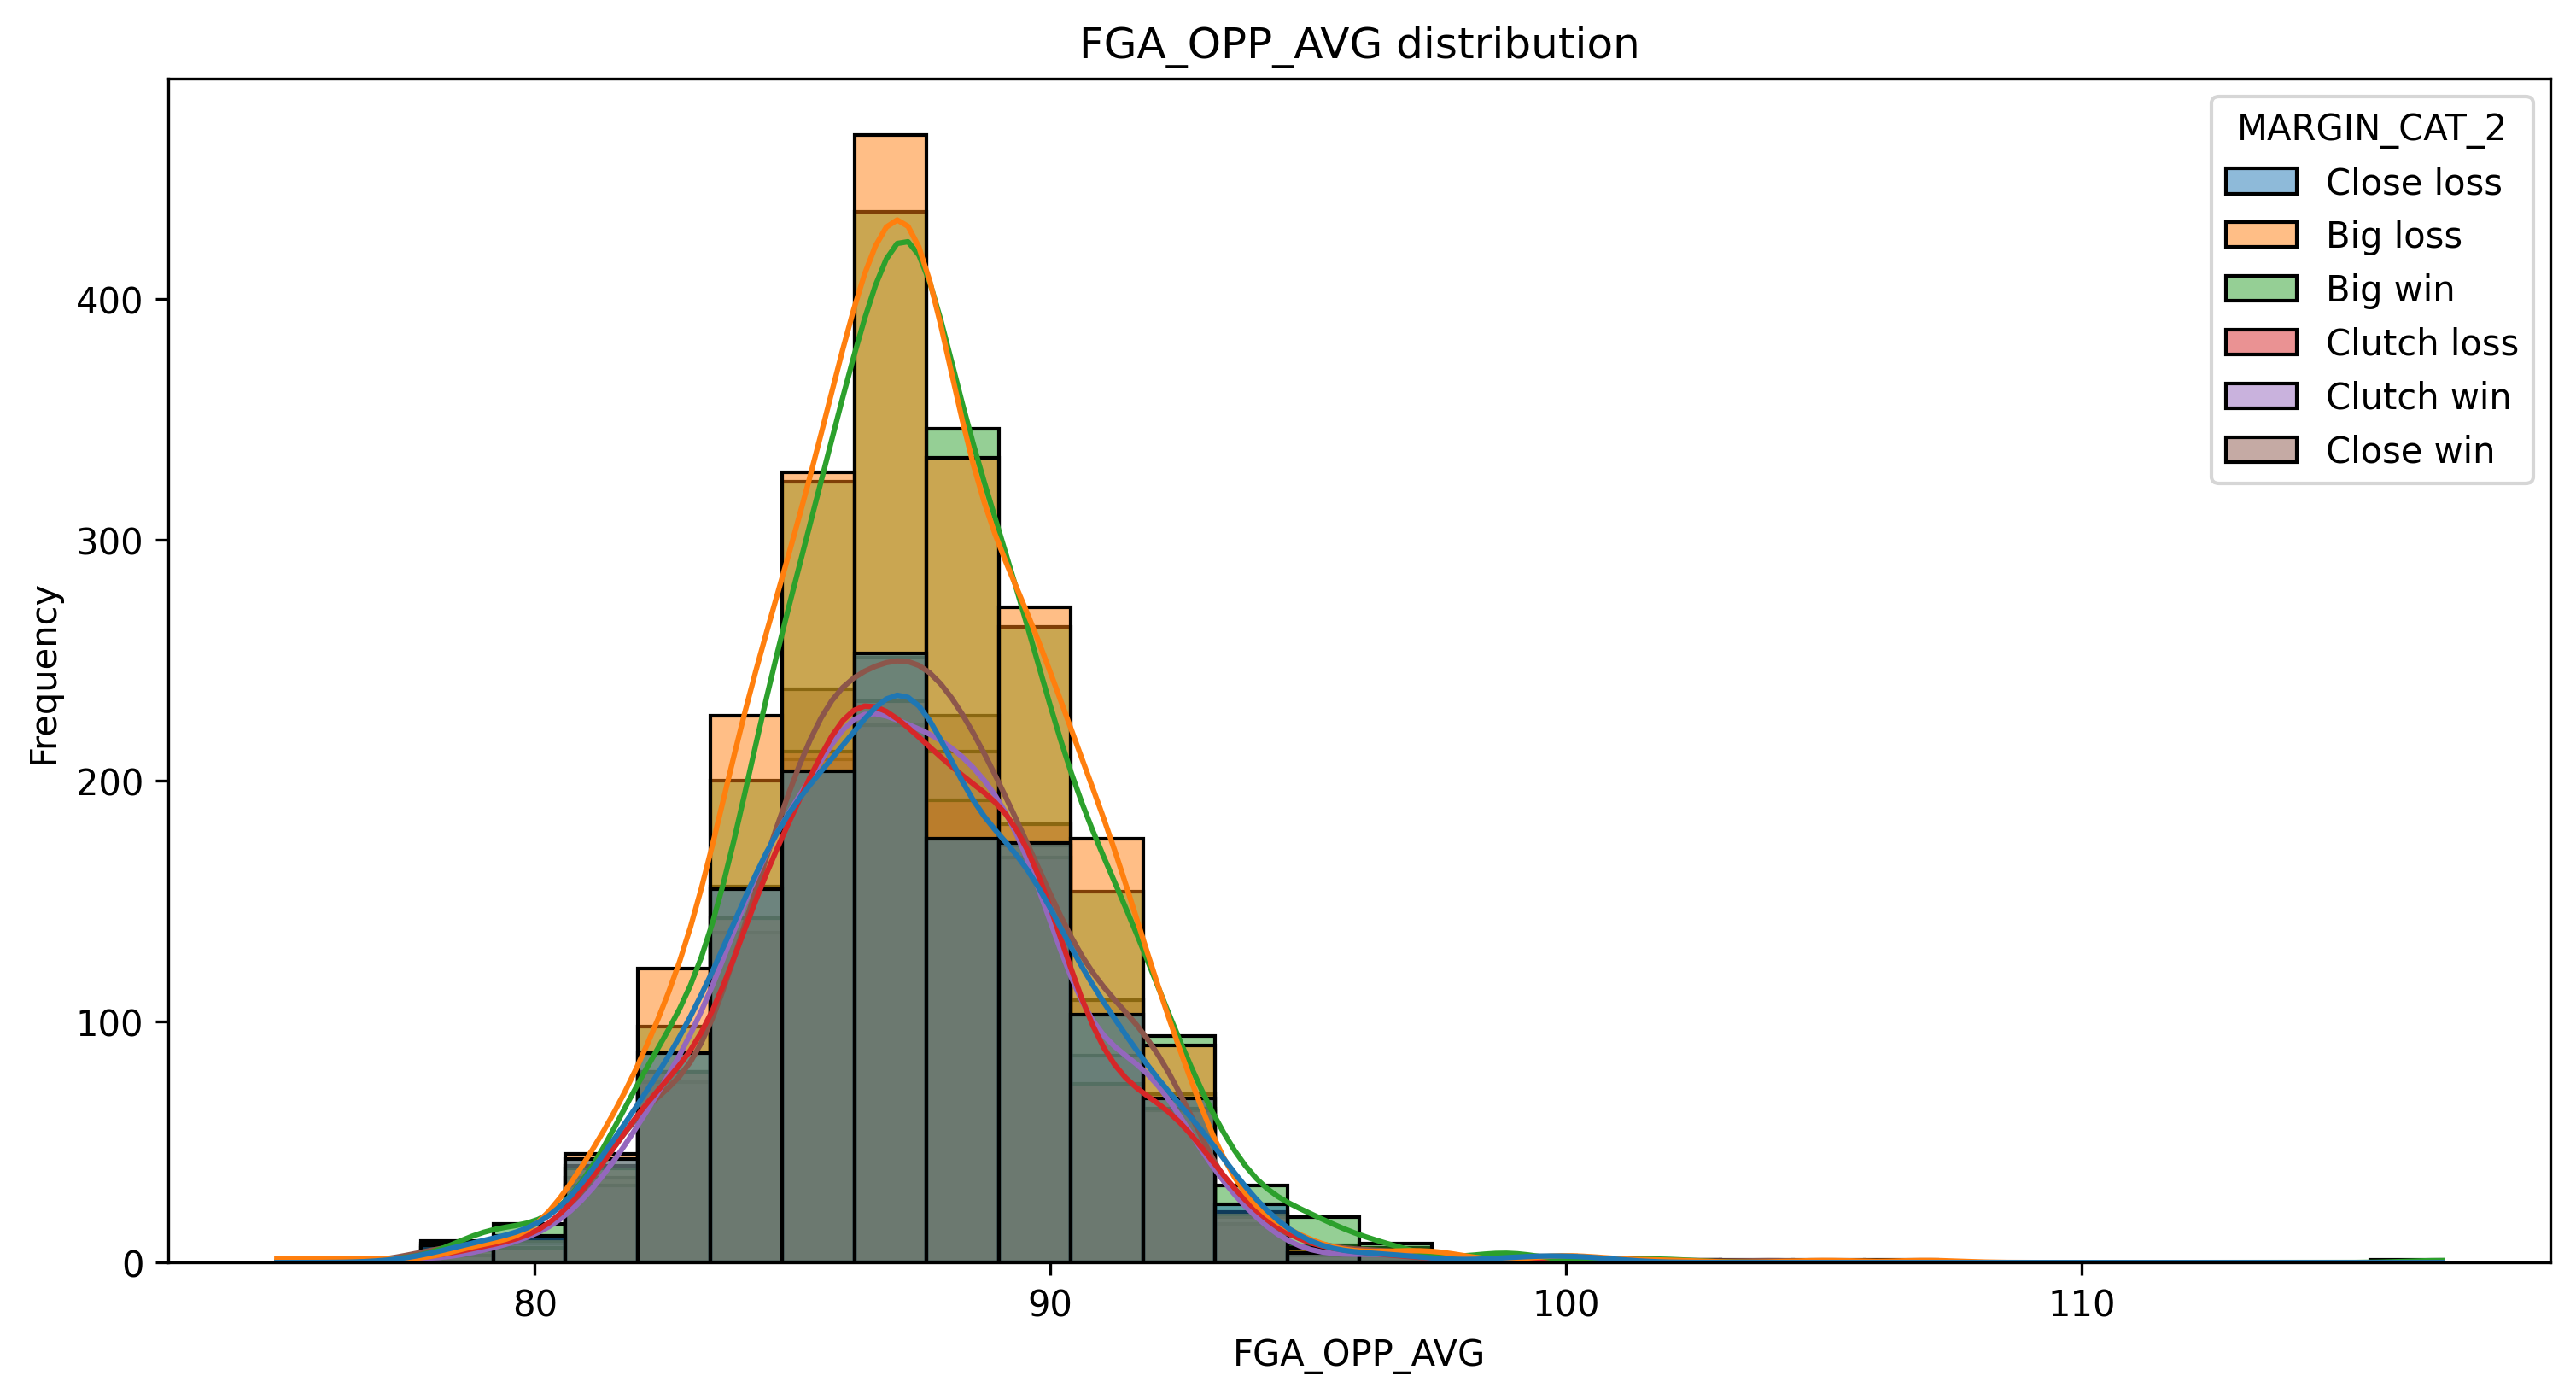 FGA_OPP_AVG distribution
MARGIN_CAT_2
Close loss
Big loss
Big win
Clutch loss
Clutch win
Close win
Frequency
400
300
200
100
0
80 90 100 110
FGA_OPP_AVG